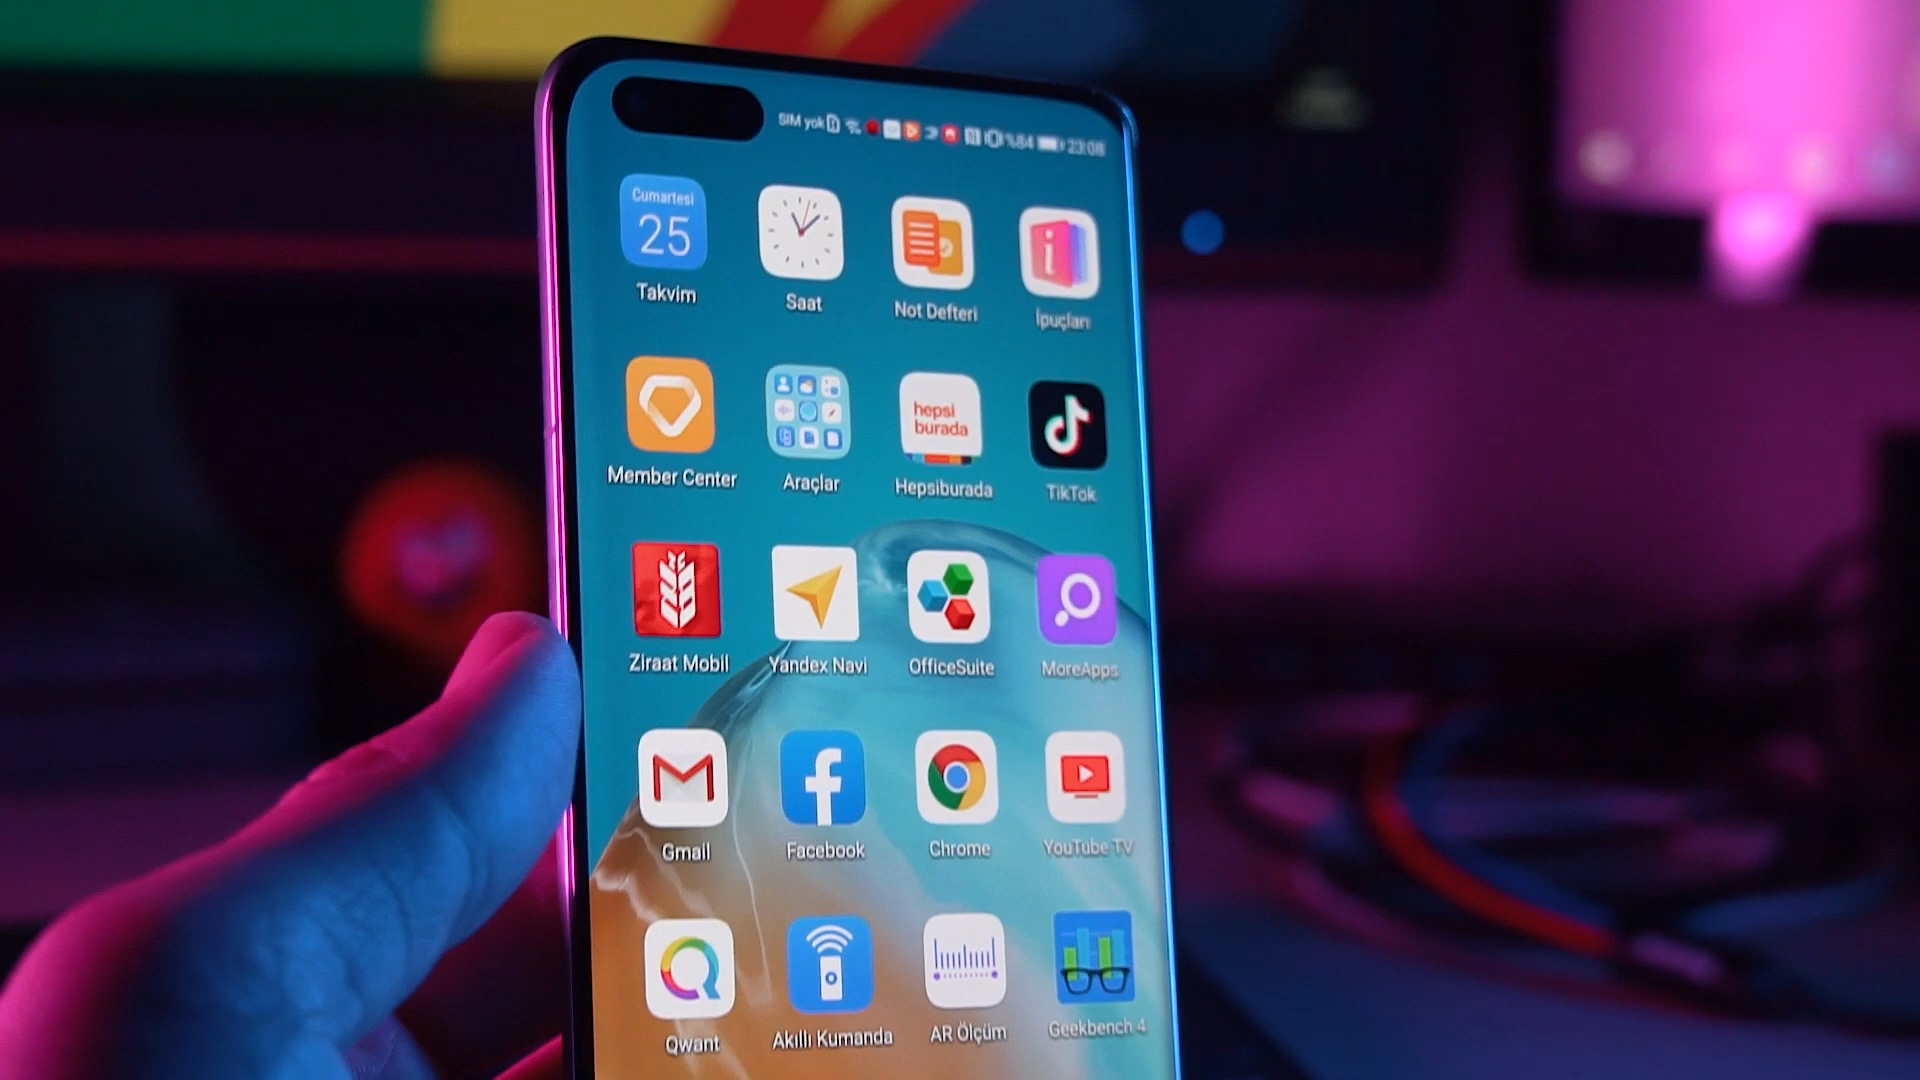 SIM yok %84 23:08
Cumartesi
25
Takvim Saat Not Defteri İpuçları
hepsi
burada
Member Center Araçlar Hepsiburada TikTok
Ziraat Mobil Yandex Navi OfficeSuite MoreApps
Gmail Facebook Chrome YouTube TV
Qwant Akıllı Kumanda AR Ölçüm Geekbench 4